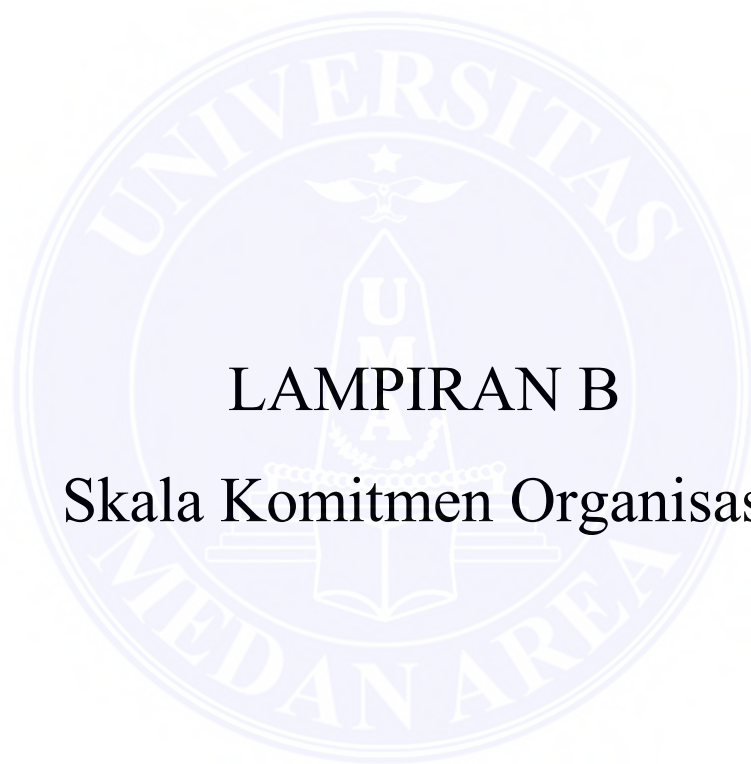 UNIVERSITAS
U
M
A
LAMPIRAN B
Skala Komitmen Organisas
MEDAN AREA